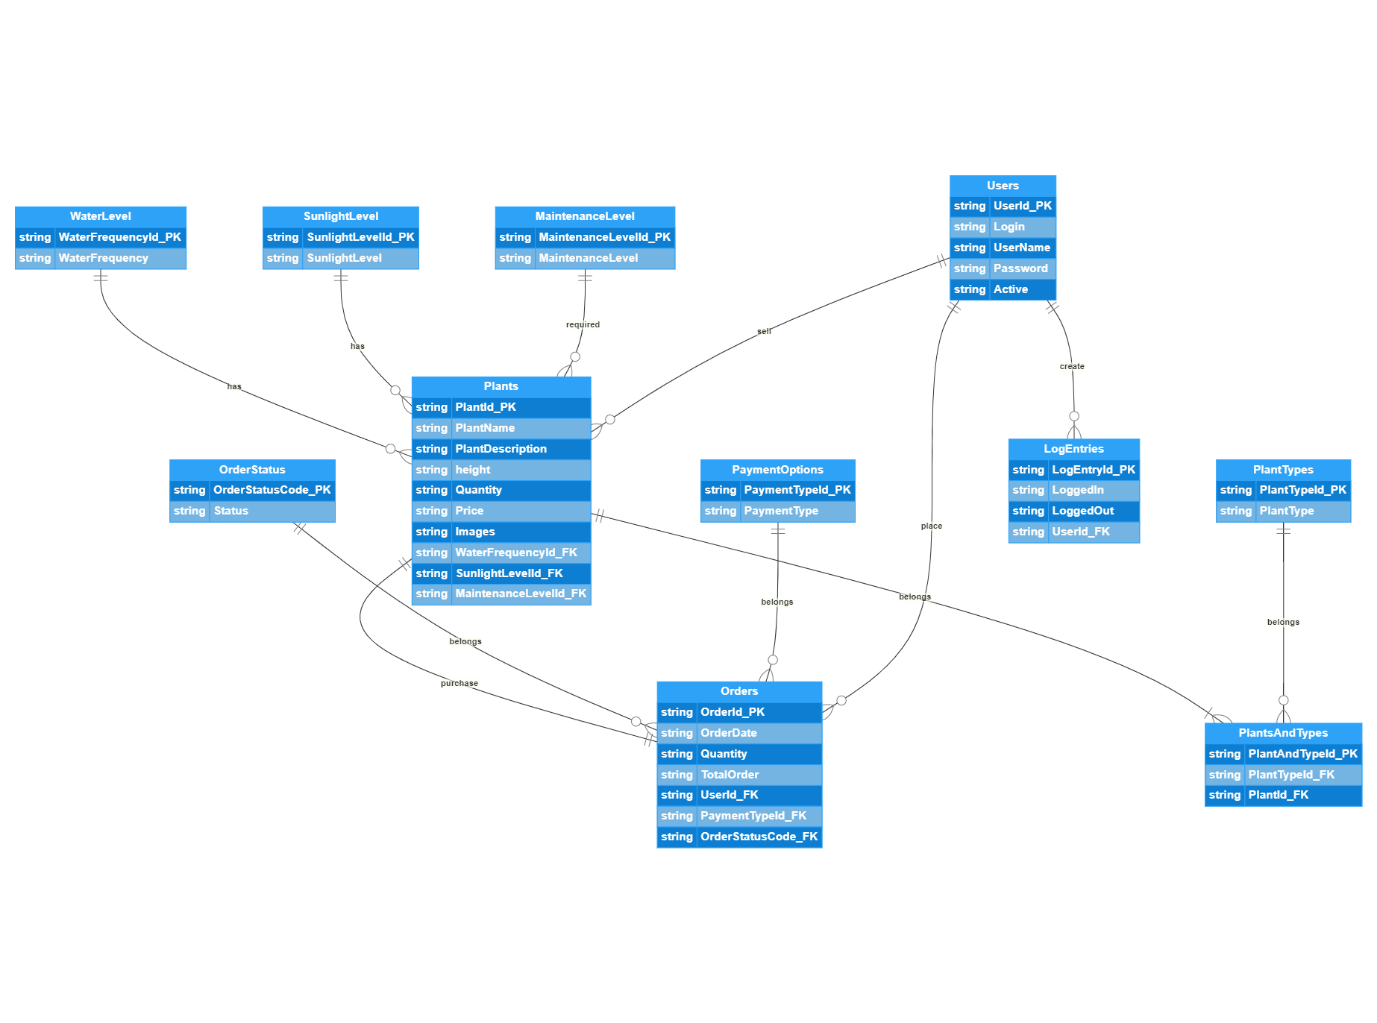 Users
string UserId_PK
string Login
string UserName
string Password
string Active
WaterLevel
string WaterFrequencyId_PK
string WaterFrequency
SunlightLevel
string SunlightLevelId_PK
string SunlightLevel
MaintenanceLevel
string MaintenanceLevelId_PK
string MaintenanceLevel
required
sell
has
create
has
Plants
string PlantId_PK
string PlantName
string PlantDescription
string height
string Quantity
string Price
string Images
string WaterFrequencyId_FK
string SunlightLevelId_FK
string MaintenanceLevelId_FK
LogEntries
string LogEntryId_PK
string LoggedIn
string LoggedOut
string UserId_FK
OrderStatus
string OrderStatusCode_PK
string Status
PaymentOptions
string PaymentTypeId_PK
string PaymentType
PlantTypes
string PlantTypeId_PK
string PlantType
place
belongs
belongs
belongs
belongs
purchase
Orders
string OrderId_PK
string OrderDate
string Quantity
string TotalOrder
string UserId_FK
string PaymentTypeId_FK
string OrderStatusCode_FK
PlantsAndTypes
string PlantAndTypeId_PK
string PlantTypeId_FK
string PlantId_FK